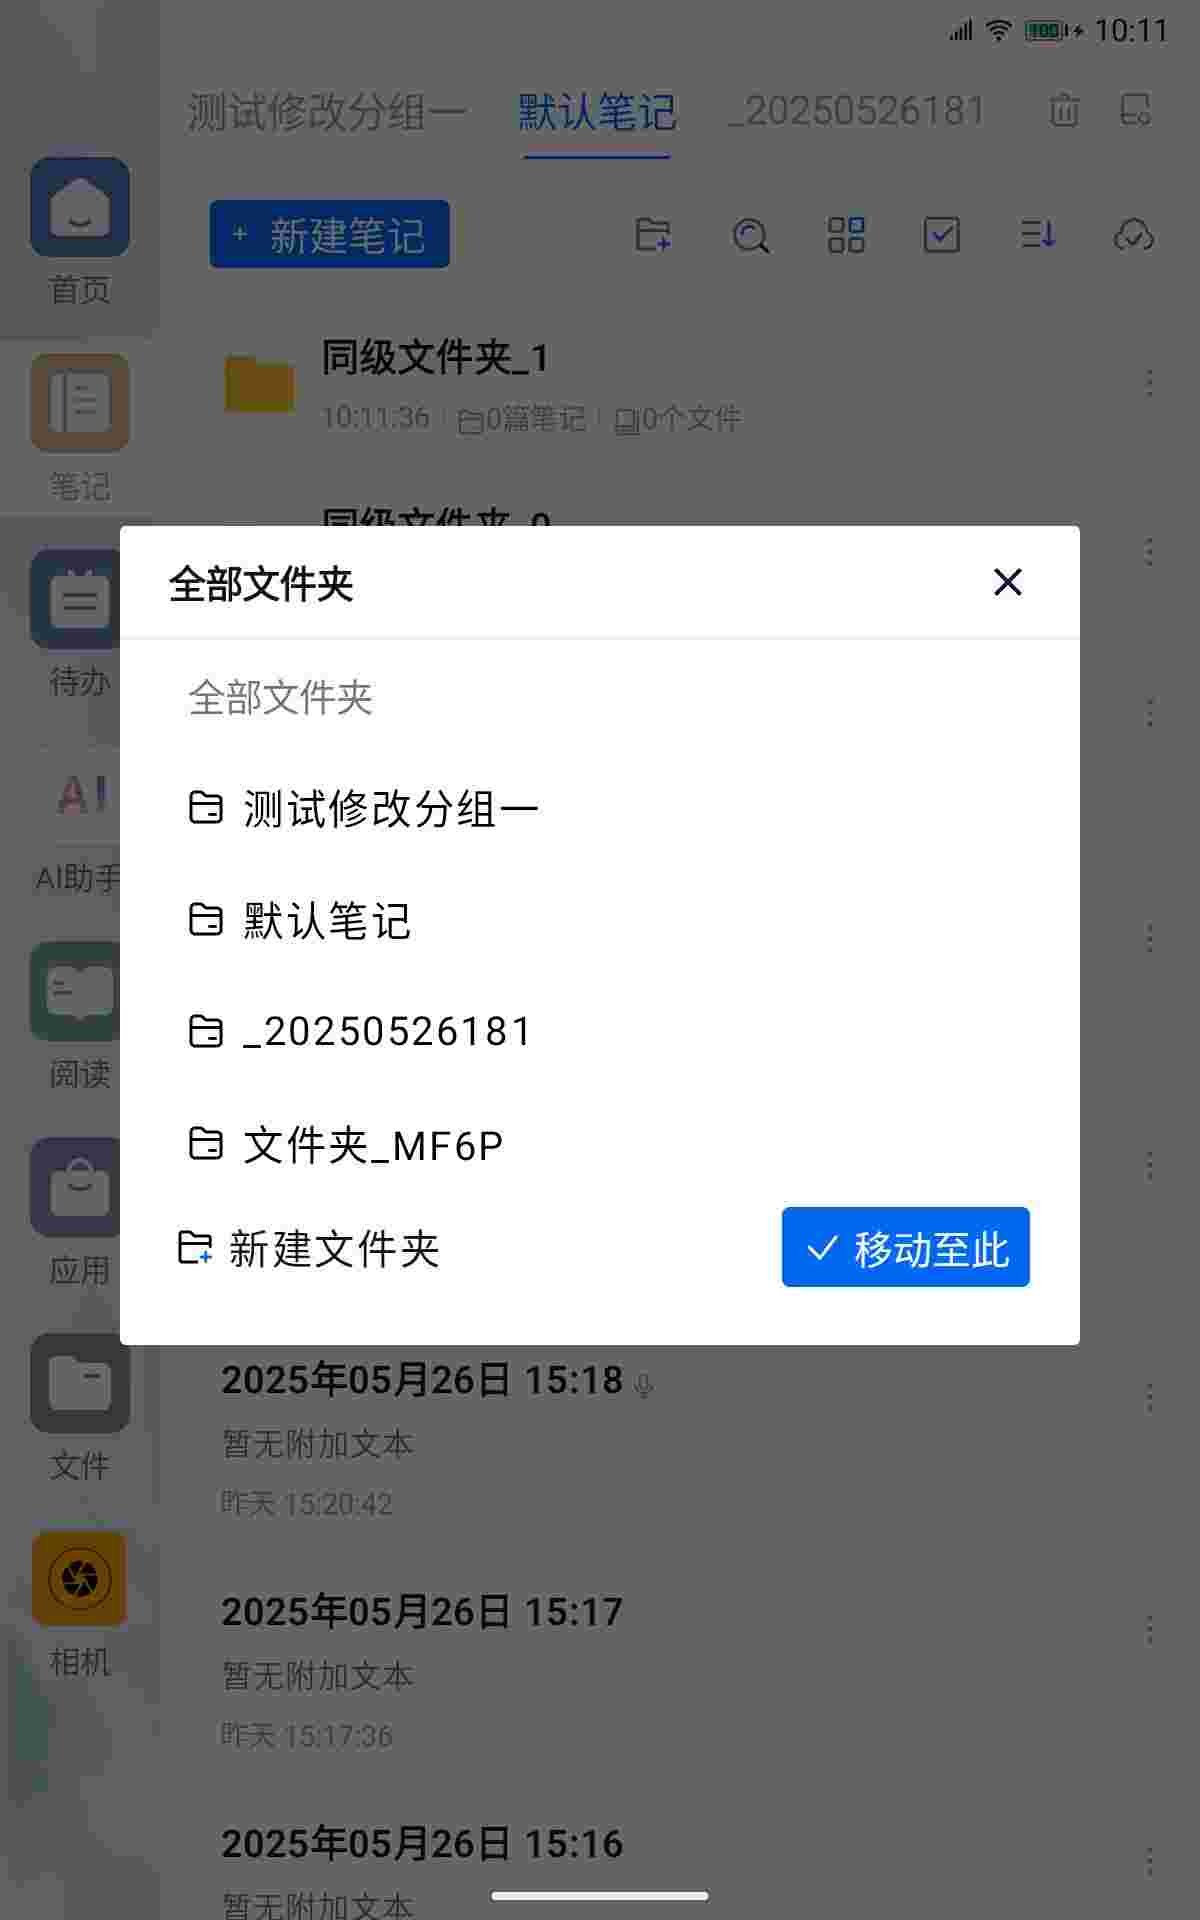 100 10:11
测试修改分组一 默认笔记 _20250526181
+ 新建笔记
首页
同级文件夹_1
10:11:36 0篇笔记 0个文件
笔记
同级文件夹_0
全部文件夹
全部文件夹
待办
测试修改分组一
AI
AI助手
默认笔记
_20250526181
阅读
文件夹_MF6P
新建文件夹
移动至此
应用
2025年05月26日 15:18
暂无附加文本
文件
昨天 15:20:42
2025年05月26日 15:17
相机
暂无附加文本
昨天 15:17:36
2025年05月26日 15:16
暂无附加文本